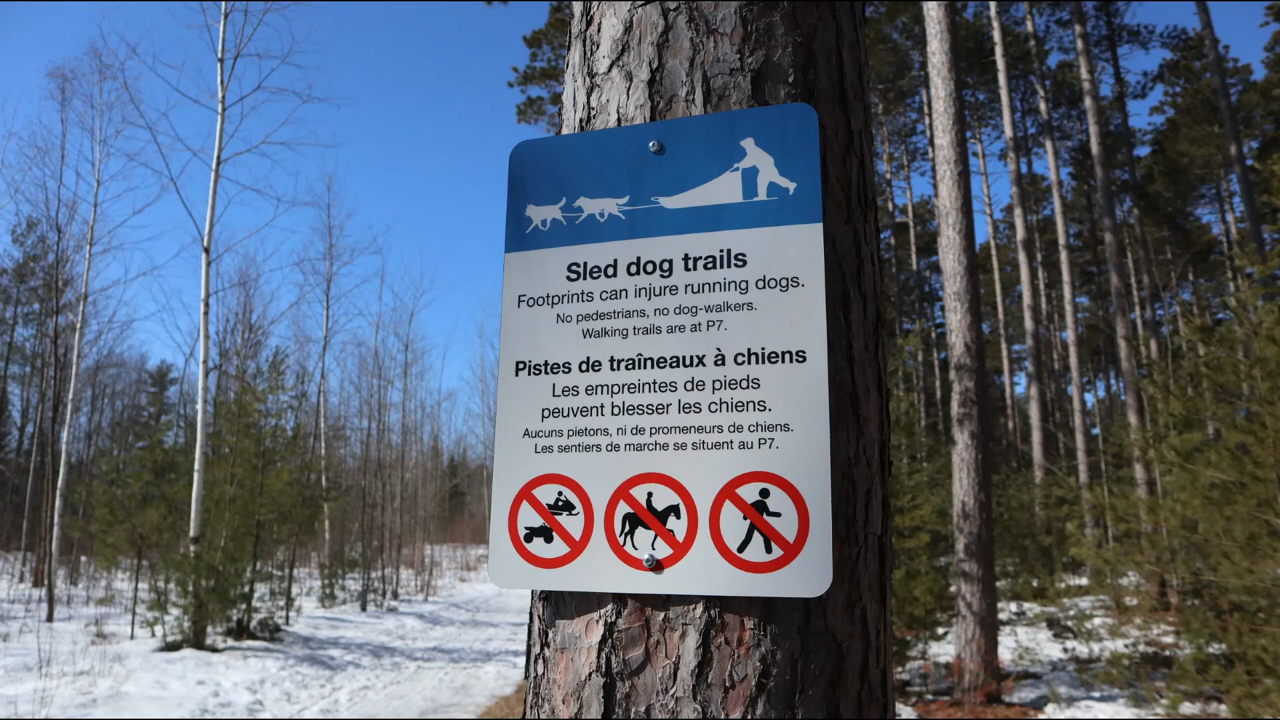 Sled dog trails
Footprints can injure running dogs.
No pedestrians, no dog-walkers.
Walking trails are at P7.
Pistes de traîneaux à chiens
Les empreintes de pieds
peuvent blesser les chiens.
Aucuns pietons, ni de promeneurs de chiens.
Les sentiers de marche se situent au P7.